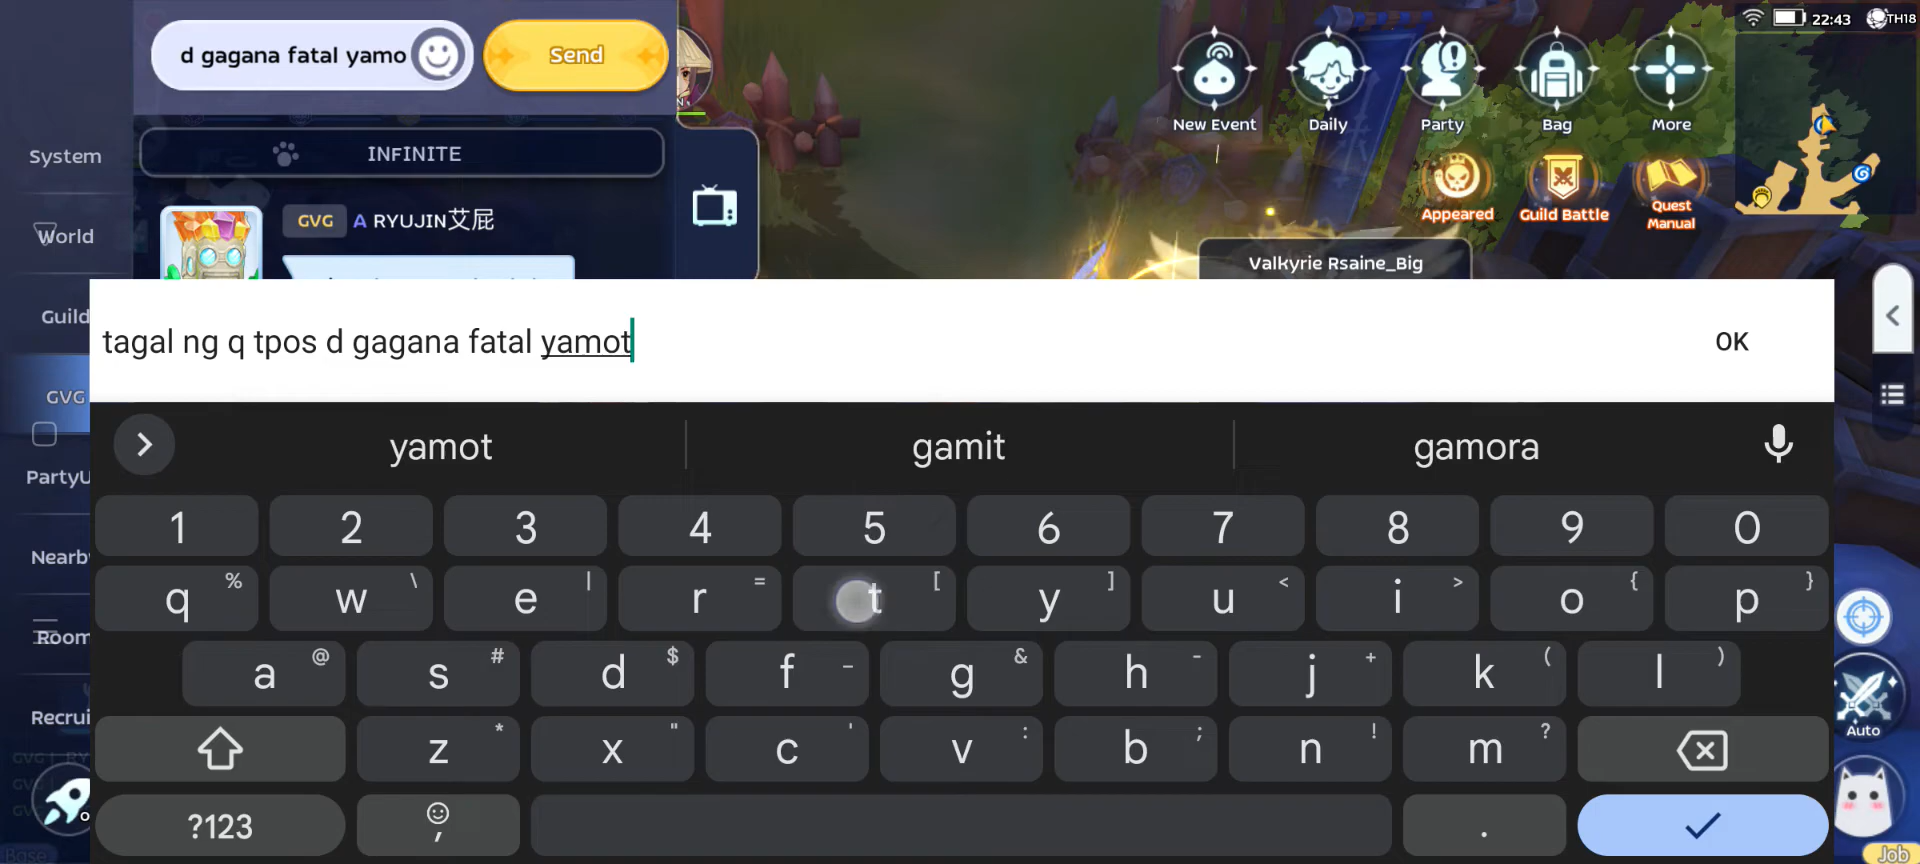 d gagana fatal yamo
Send
INFINITE
GVG A RYUJIN艾屁
System
World
Guild
GVG
PartyU
Nearby
Room
Recrui
New Event
Daily
Party
Bag
More
22:43
TH18
Appeared
Guild Battle
Quest
Manual
Valkyrie Rsaine_Big
tagal ng q tpos d gagana fatal yamot
OK
yamot
gamit
gamora
1 2 3 4 5 6 7 8 9 0
q % w \ e | r = t [ y ] u < i > o { p }
a @ s # d $ f _ g & h - j + k ( l )
z * x " c ' v : b ; n ! m ?
?123 , .
Auto
Base
Job